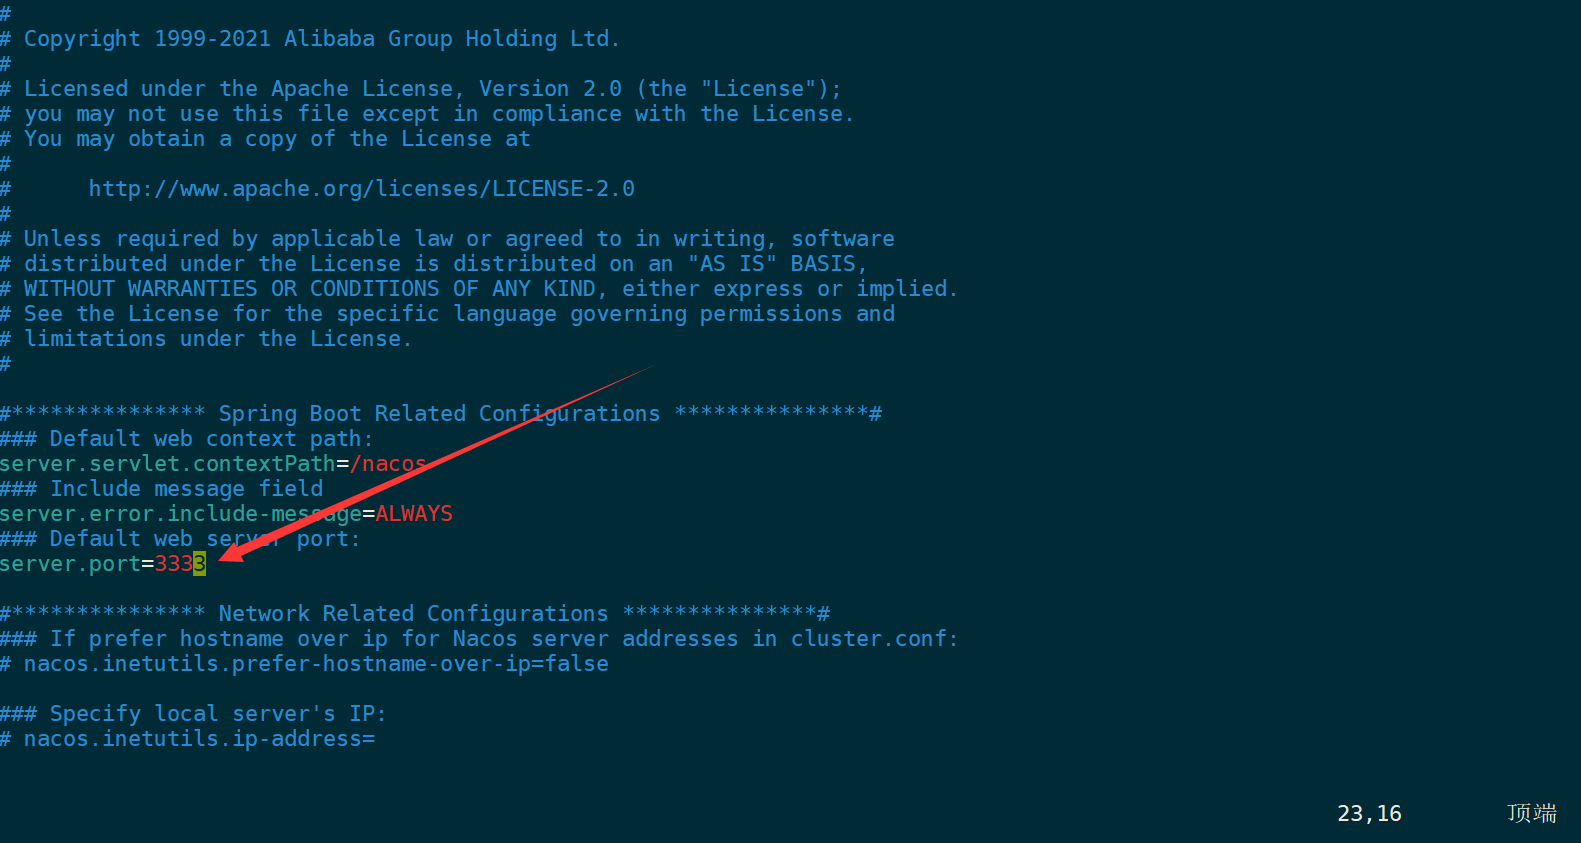 #
# Copyright 1999-2021 Alibaba Group Holding Ltd.
#
# Licensed under the Apache License, Version 2.0 (the "License");
# you may not use this file except in compliance with the License.
# You may obtain a copy of the License at
#
#      http://www.apache.org/licenses/LICENSE-2.0
#
# Unless required by applicable law or agreed to in writing, software
# distributed under the License is distributed on an "AS IS" BASIS,
# WITHOUT WARRANTIES OR CONDITIONS OF ANY KIND, either express or implied.
# See the License for the specific language governing permissions and
# limitations under the License.
#
#*************** Spring Boot Related Configurations ***************#
### Default web context path:
server.servlet.contextPath=/nacos
### Include message field
server.error.include-message=ALWAYS
### Default web server port:
server.port=3333
#*************** Network Related Configurations ***************#
### If prefer hostname over ip for Nacos server addresses in cluster.conf:
# nacos.inetutils.prefer-hostname-over-ip=false
### Specify local server's IP:
# nacos.inetutils.ip-address=
23,16 顶端